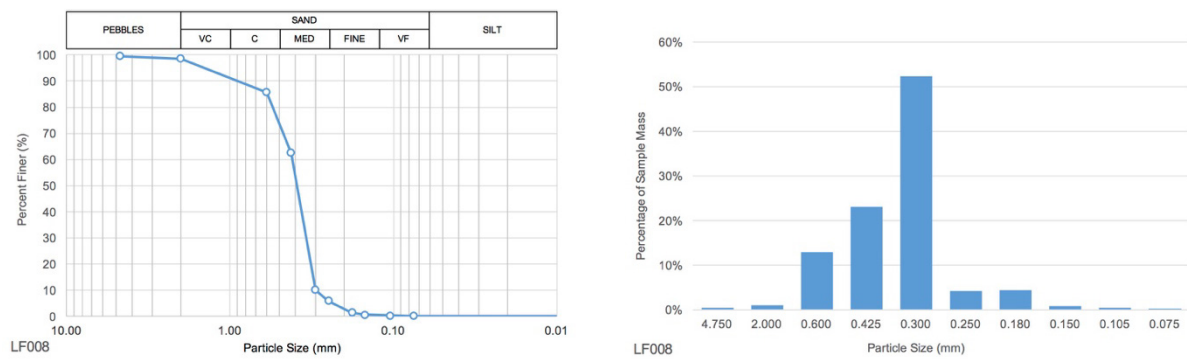 PEBBLES
SAND
SILT
VC C MED FINE VF
100
90
80
70
60
50
40
30
20
10
0
Percent Finer (%)
10.00 1.00 0.10 0.01
Particle Size (mm)
LF008
60%
50%
40%
30%
20%
10%
0%
Percentage of Sample Mass
4.750 2.000 0.600 0.425 0.300 0.250 0.180 0.150 0.105 0.075
Particle Size (mm)
LF008